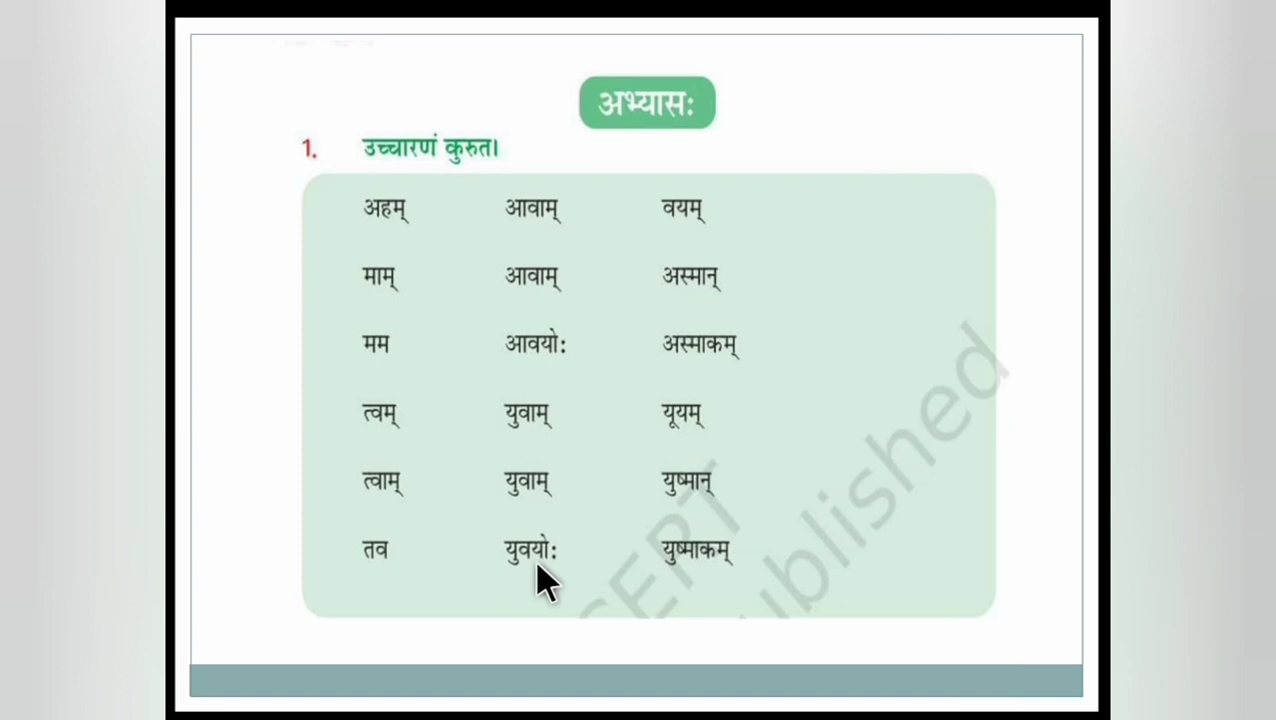 अभ्यासः
1. उच्चारणं कुरुत।
अहम् आवाम् वयम्
माम् आवाम् अस्मान्
मम आवयोः अस्माकम्
त्वम् युवाम् यूयम्
त्वाम् युवाम् युष्मान्
तव युवयोः युष्माकम्